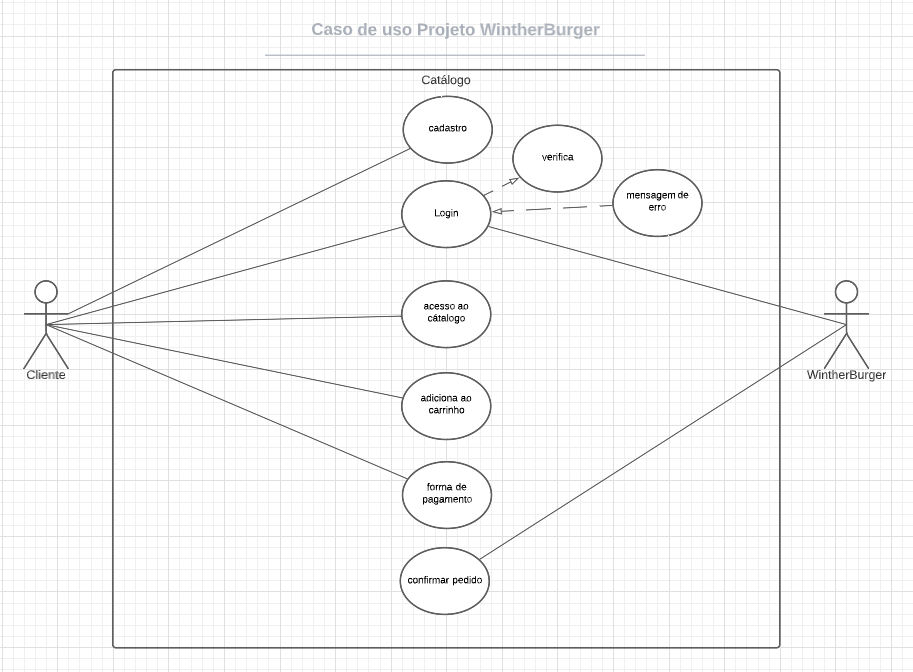 Caso de uso Projeto WintherBurger
Catálogo
cadastro
verifica
mensagem de
erro
Login
acesso ao
cátalogo
Cliente
WintherBurger
adiciona ao
carrinho
forma de
pagamento
confirmar pedido